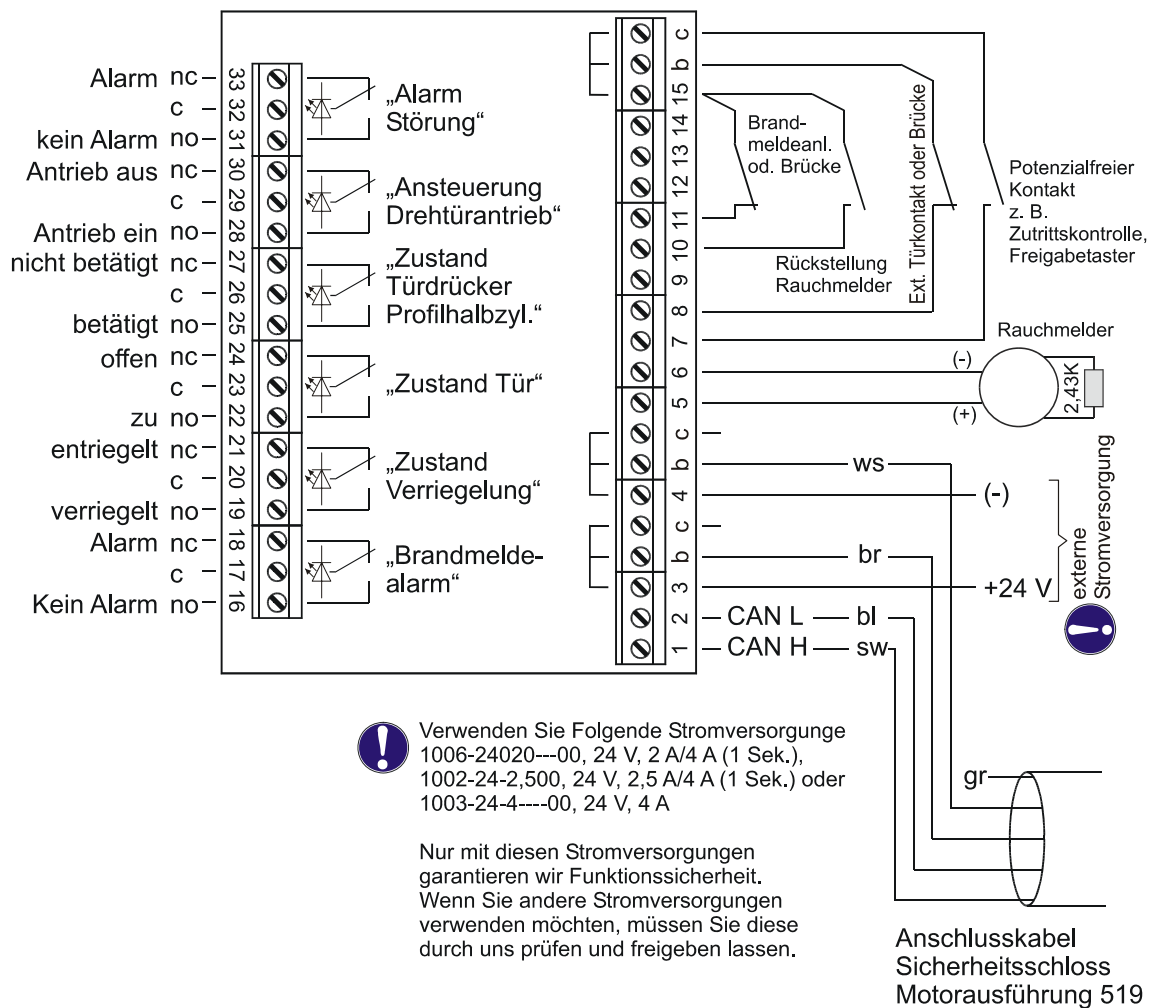 Alarm nc
c
kein Alarm no
Antrieb aus nc
c
Antrieb ein no
nicht betätigt nc
c
betätigt no
offen nc
c
zu no
entriegelt nc
c
verriegelt no
Alarm nc
c
Kein Alarm no
33
32
31
30
29
28
27
26
25
24
23
22
21
20
19
18
17
16
„Alarm
Störung“
„Ansteuerung
Drehtürantrieb“
„Zustand
Türdrücker
Profilhalbzyl.“
„Zustand Tür“
„Zustand
Verriegelung“
„Brandmelde-
alarm“
c
b
15
14
13
12
11
10
9
8
7
6
5
c
b
4
c
b
3
2
1
Brand-
meldeanl.
od. Brücke
Rückstellung
Rauchmelder
Ext. Türkontakt oder Brücke
Potenzialfreier
Kontakt
z. B.
Zutrittskontrolle,
Freigabetaster
Rauchmelder
(-)
(+)
2,43K
ws
(-)
br
+24 V
externe
Stromversorgung
CAN L bl
CAN H sw
gr
Verwenden Sie Folgende Stromversorgunge
1006-24020---00, 24 V, 2 A/4 A (1 Sek.),
1002-24-2,500, 24 V, 2,5 A/4 A (1 Sek.) oder
1003-24-4----00, 24 V, 4 A
Nur mit diesen Stromversorgungen
garantieren wir Funktionssicherheit.
Wenn Sie andere Stromversorgungen
verwenden möchten, müssen Sie diese
durch uns prüfen und freigeben lassen.
Anschlusskabel
Sicherheitsschloss
Motorausführung 519